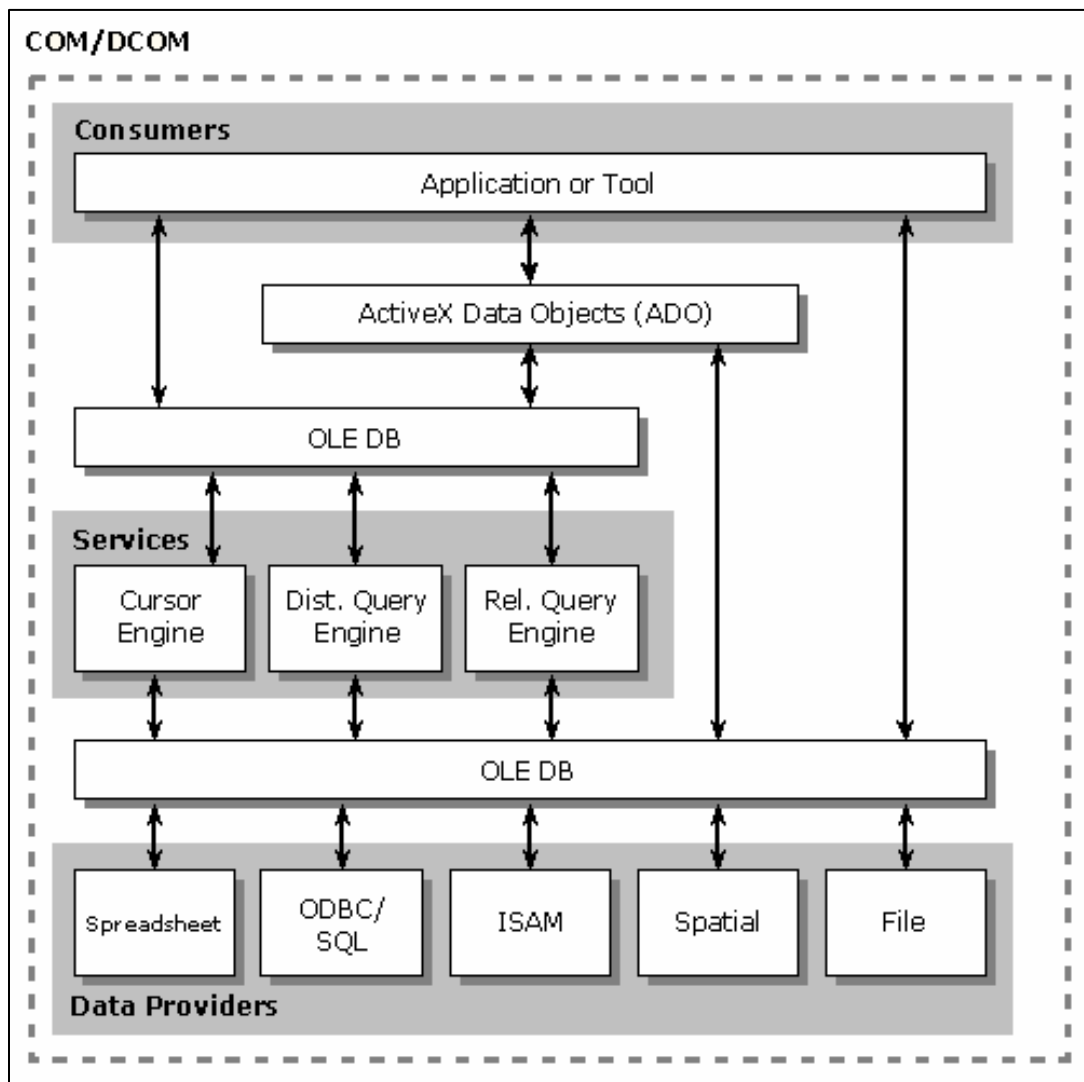 COM/DCOM
Consumers
Application or Tool
ActiveX Data Objects (ADO)
OLE DB
Services
Cursor
Engine
Dist. Query
Engine
Rel. Query
Engine
OLE DB
Spreadsheet
ODBC/
SQL
ISAM
Spatial
File
Data Providers